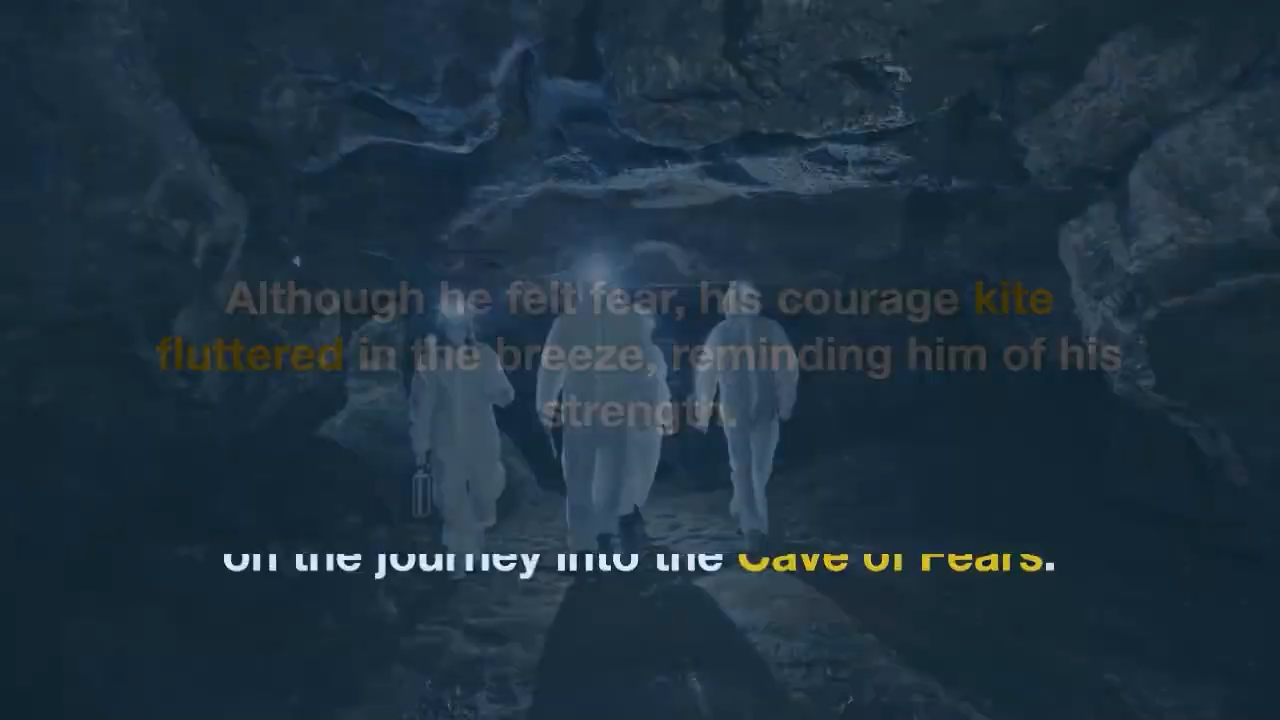 Although he felt fear, his courage kite
fluttered in the breeze, reminding him of his
strength.
on the journey into the Cave of Fears.